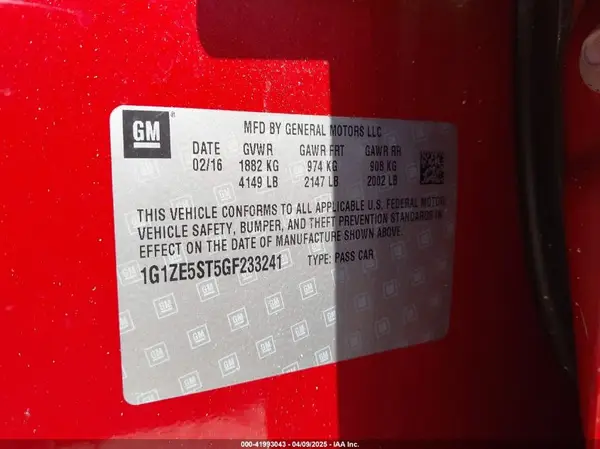 GM
MFD BY GENERAL MOTORS LLC
DATE GVWR GAWR FRT GAWR RR
02/16 1882 KG 974 KG 908 KG
4149 LB 2147 LB 2002 LB
THIS VEHICLE CONFORMS TO ALL APPLICABLE U.S. FEDERAL MOTOR
VEHICLE SAFETY, BUMPER, AND THEFT PREVENTION STANDARDS IN
EFFECT ON THE DATE OF MANUFACTURE SHOWN ABOVE.
1G1ZE5ST5GF233241 TYPE: PASS CAR
000-41993043 - 04/09/2025 - IAA Inc.